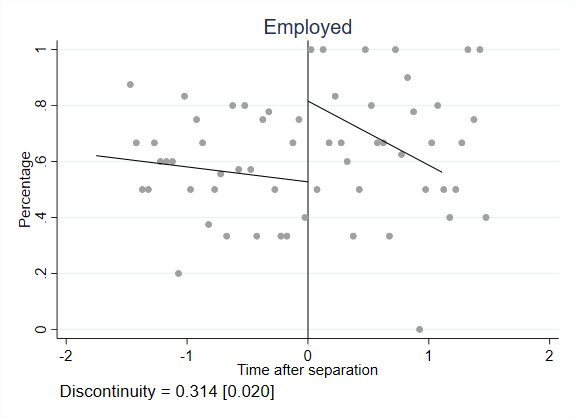 Employed
Percentage
1
.8
.6
.4
.2
0
-2 -1 0 1 2
Time after separation
Discontinuity = 0.314 [0.020]